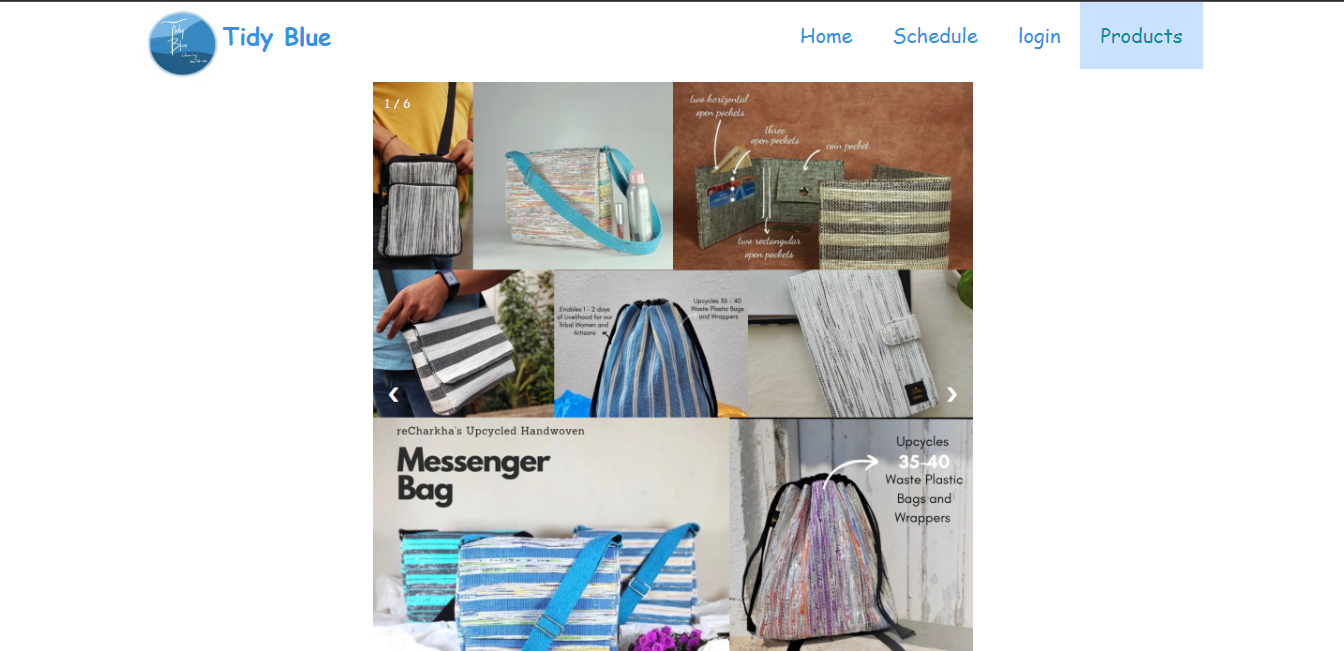 Tidy
Blue
Tidy Blue
Home
Schedule
login
Products
1 / 6
two horizontal
open pockets
three
open pockets
coin pocket
two rectangular
open pockets
Enables 1 - 2 days
of Livelihood for our
Tribal Women and
Artisans
Upcycles 35 - 40
Waste Plastic Bags
and Wrappers
❮
❯
reCharkha's Upcycled Handwoven
Messenger
Bag
Upcycles
35-40
Waste Plastic
Bags and
Wrappers